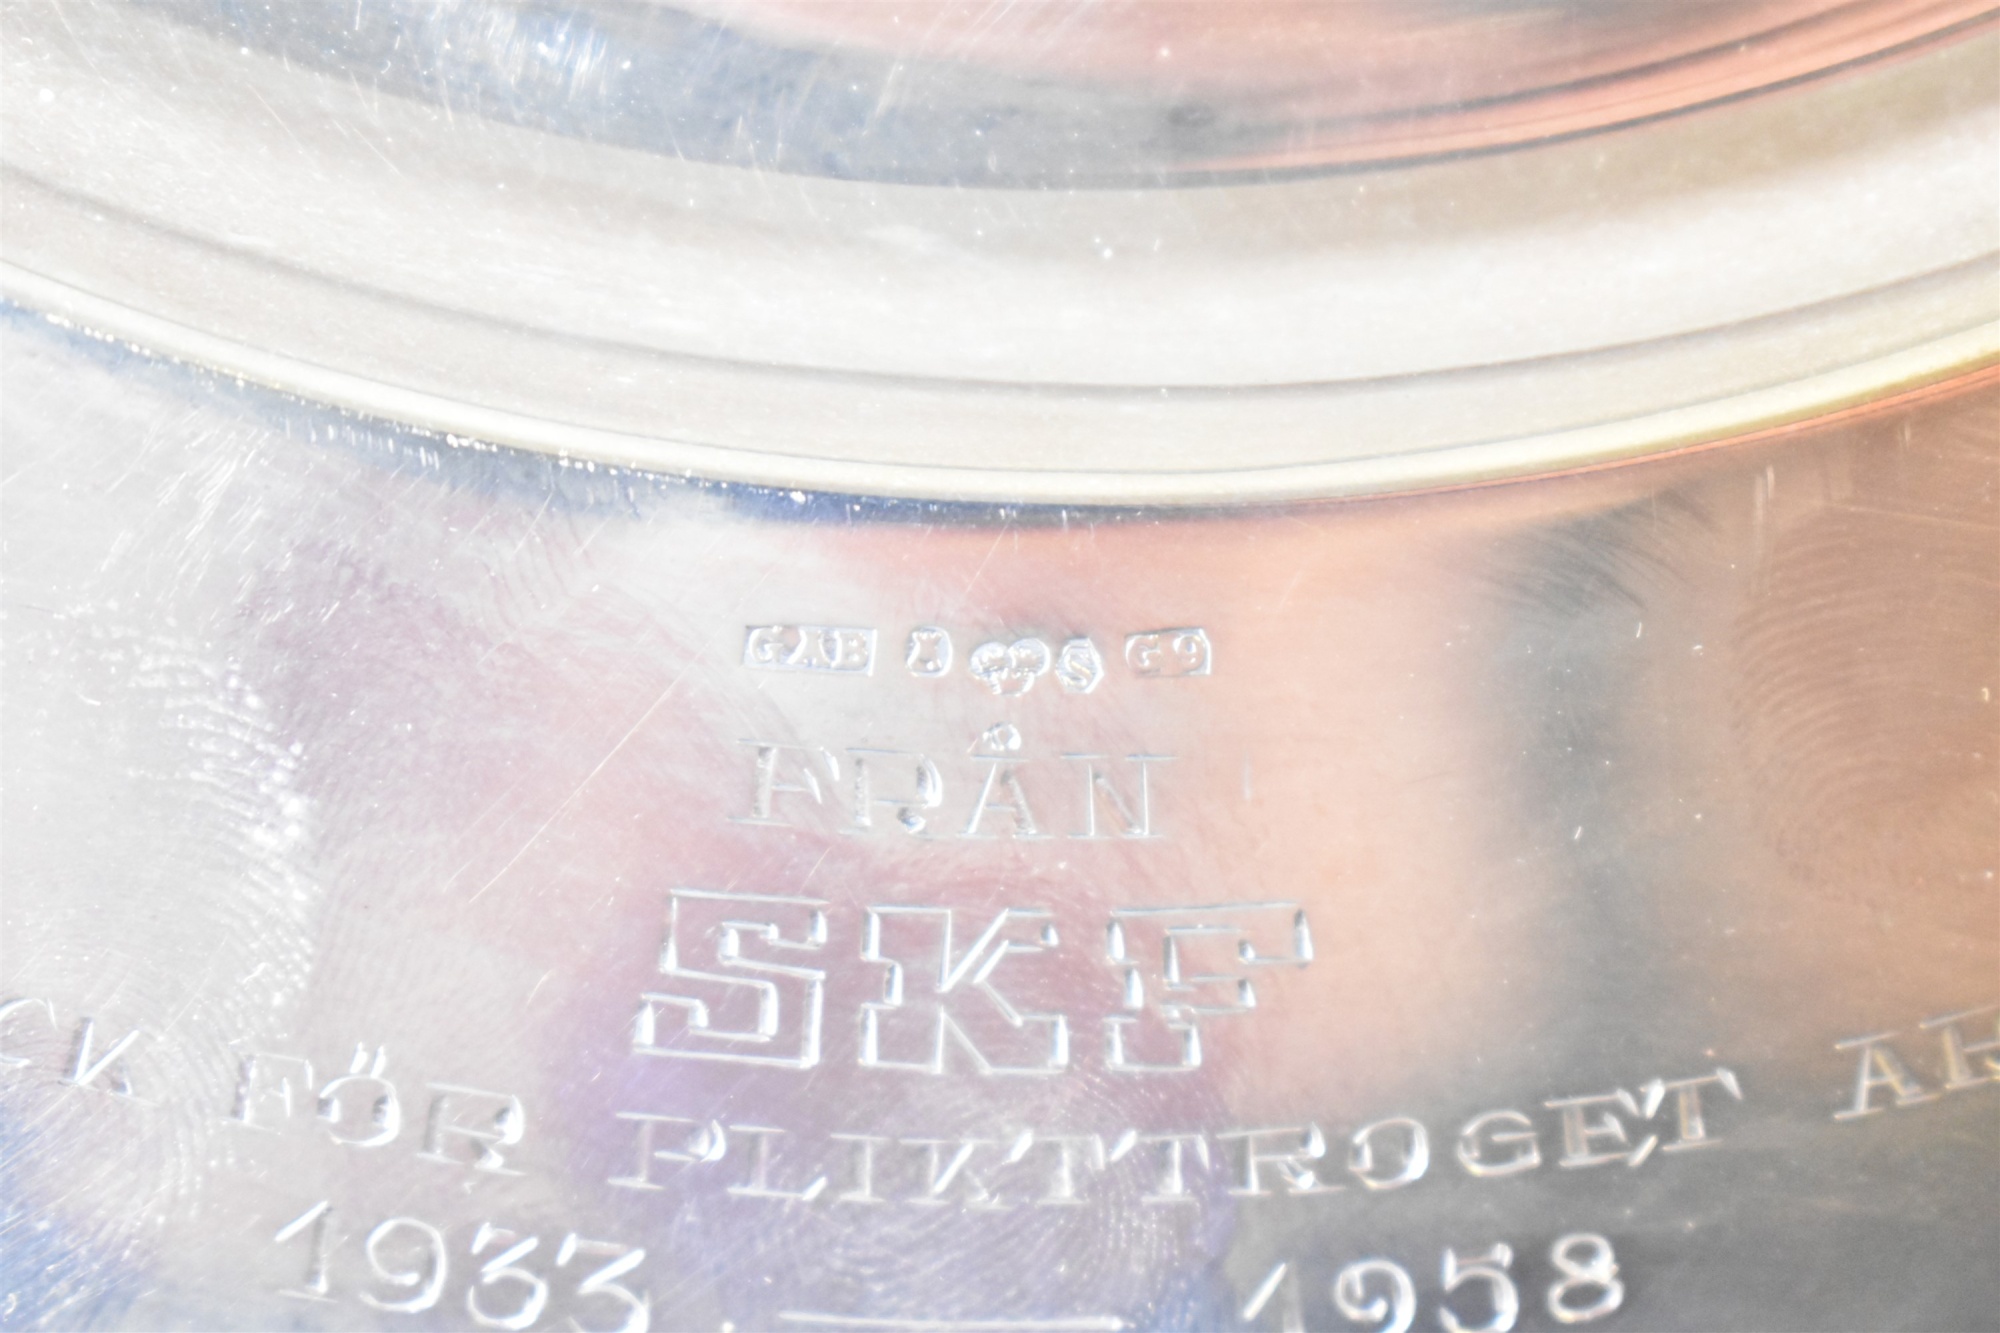 GAB S G9
FRÅN
SKF
FÖR PLIKTTROGET
1933 — 1958